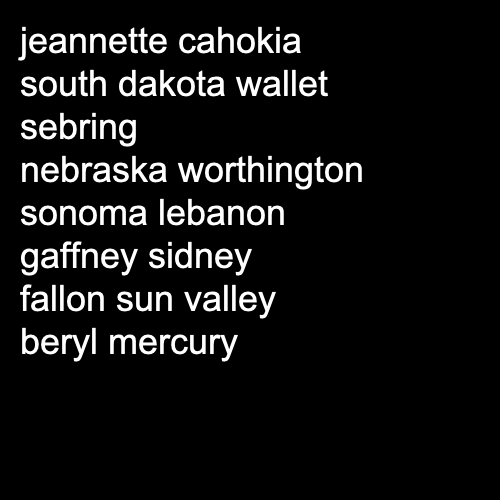 jeannette cahokia
south dakota wallet
sebring
nebraska worthington
sonoma lebanon
gaffney sidney
fallon sun valley
beryl mercury